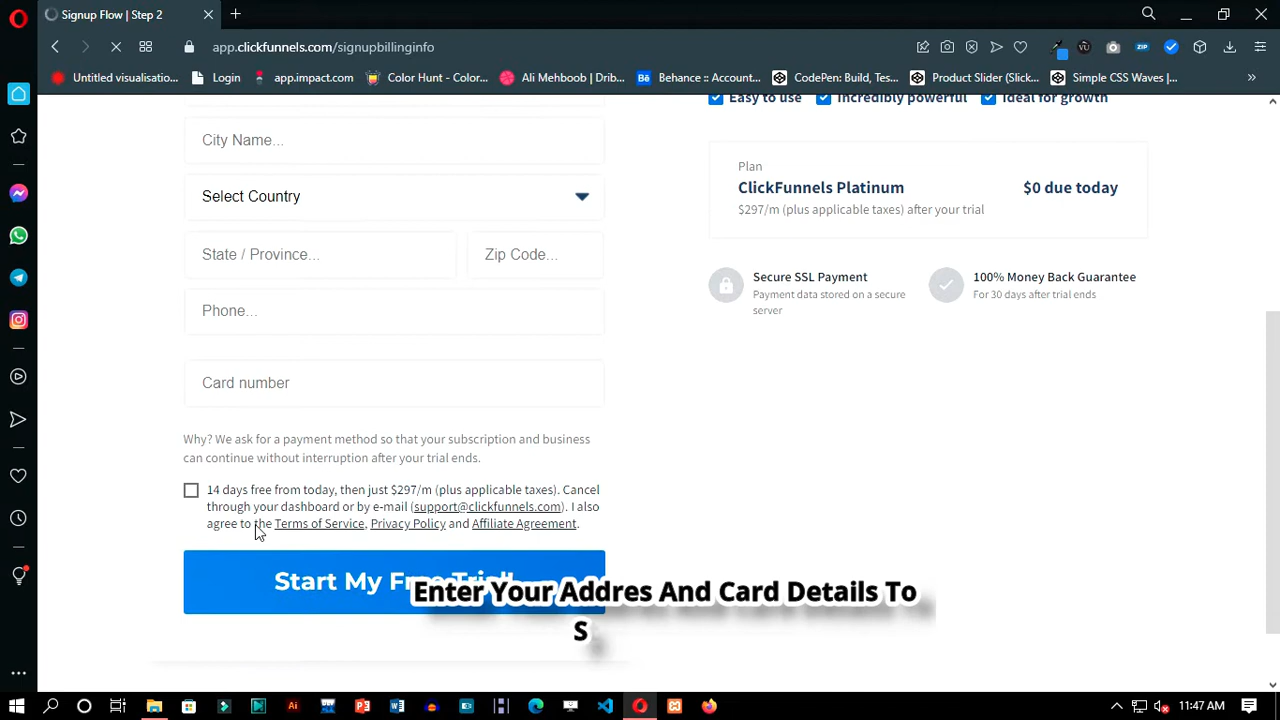 Signup Flow | Step 2
app.clickfunnels.com/signupbillinginfo
Untitled visualisatio...
Login
app.impact.com
Color Hunt - Color...
Ali Mehboob | Drib...
Behance :: Account...
CodePen: Build, Tes...
Product Slider (Slick...
Simple CSS Waves |...
ZIP
VU
Easy to use
Incredibly powerful
Ideal for growth
City Name...
Select Country
State / Province...
Zip Code...
Phone...
Card number
Plan
ClickFunnels Platinum
$0 due today
$297/m (plus applicable taxes) after your trial
Secure SSL Payment
Payment data stored on a secure
server
100% Money Back Guarantee
For 30 days after trial ends
Why? We ask for a payment method so that your subscription and business
can continue without interruption after your trial ends.
14 days free from today, then just $297/m (plus applicable taxes). Cancel
through your dashboard or by e-mail (support@clickfunnels.com). I also
agree to the Terms of Service, Privacy Policy and Affiliate Agreement.
Start My Free Trial!
Enter Your Addres And Card Details To
S
11:47 AM